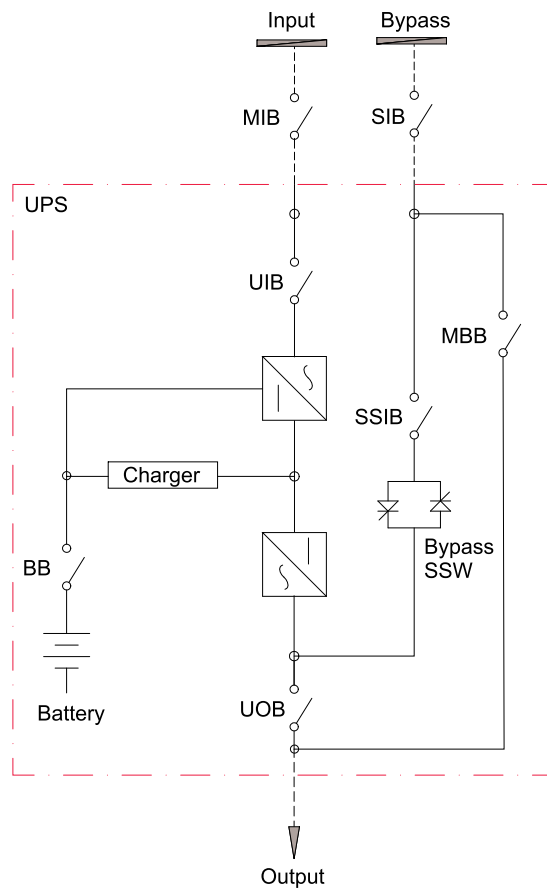 Input
Bypass
MIB
SIB
UPS
UIB
MBB
SSIB
Charger
Bypass
SSW
BB
Battery
UOB
Output